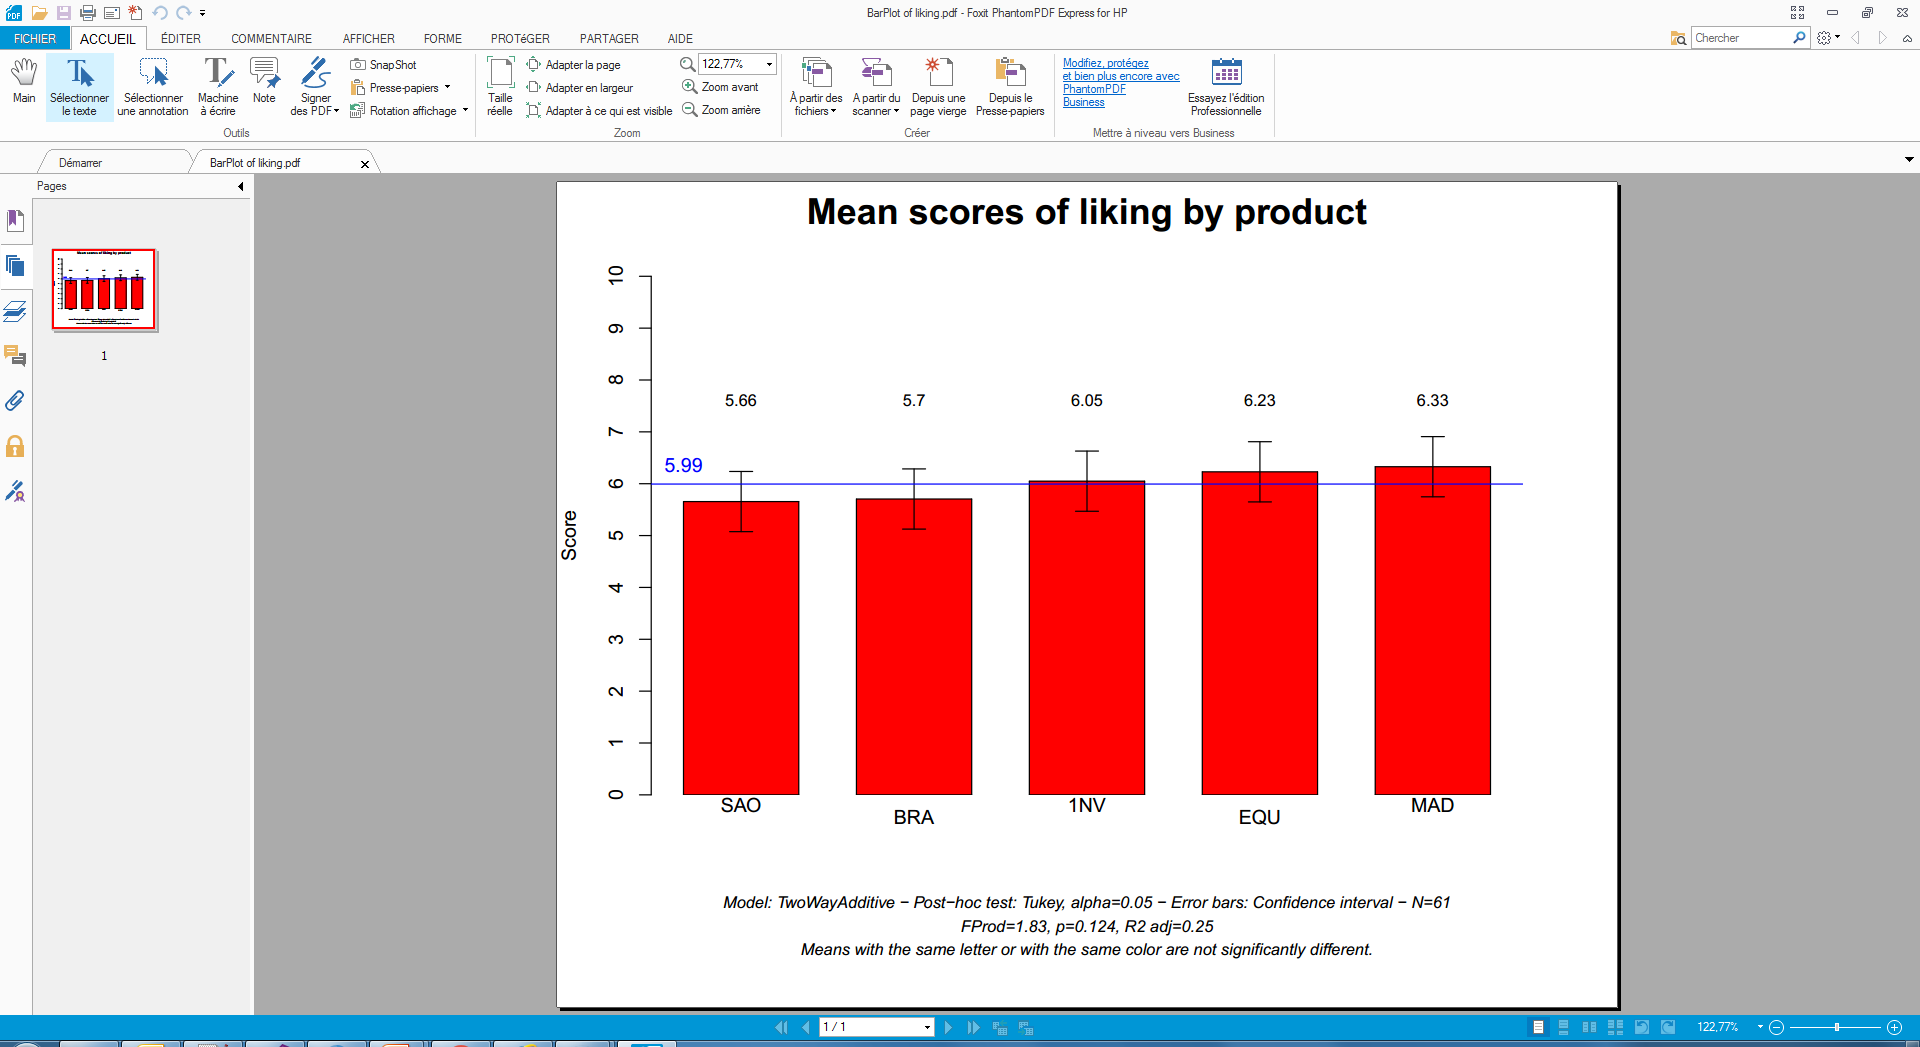 BarPlot of liking.pdf - Foxit PhantomPDF Express for HP
FICHIER ACCUEIL ÉDITER COMMENTAIRE AFFICHER FORME PROTéGER PARTAGER AIDE
Chercher
Main
Sélectionner
le texte
Sélectionner
une annotation
Machine
à écrire
Note
Signer
des PDF
SnapShot
Presse-papiers
Rotation affichage
Outils
Taille
réelle
Adapter la page
Adapter en largeur
Adapter à ce qui est visible
122,77%
Zoom avant
Zoom arrière
Zoom
À partir des
fichiers
A partir du
scanner
Depuis une
page vierge
Depuis le
Presse-papiers
Créer
Modifiez, protégez
et bien plus encore avec
PhantomPDF
Business
Essayez l'édition
Professionnelle
Mettre à niveau vers Business
Démarrer
BarPlot of liking.pdf
Pages
1
Mean scores of liking by product
10
9
8
7
6
5
4
3
2
1
0
Score
5.66 5.7 6.05 6.23 6.33
5.99
SAO BRA 1NV EQU MAD
Model: TwoWayAdditive − Post−hoc test: Tukey, alpha=0.05 − Error bars: Confidence interval − N=61
FProd=1.83, p=0.124, R2 adj=0.25
Means with the same letter or with the same color are not significantly different.
1 / 1
122,77%